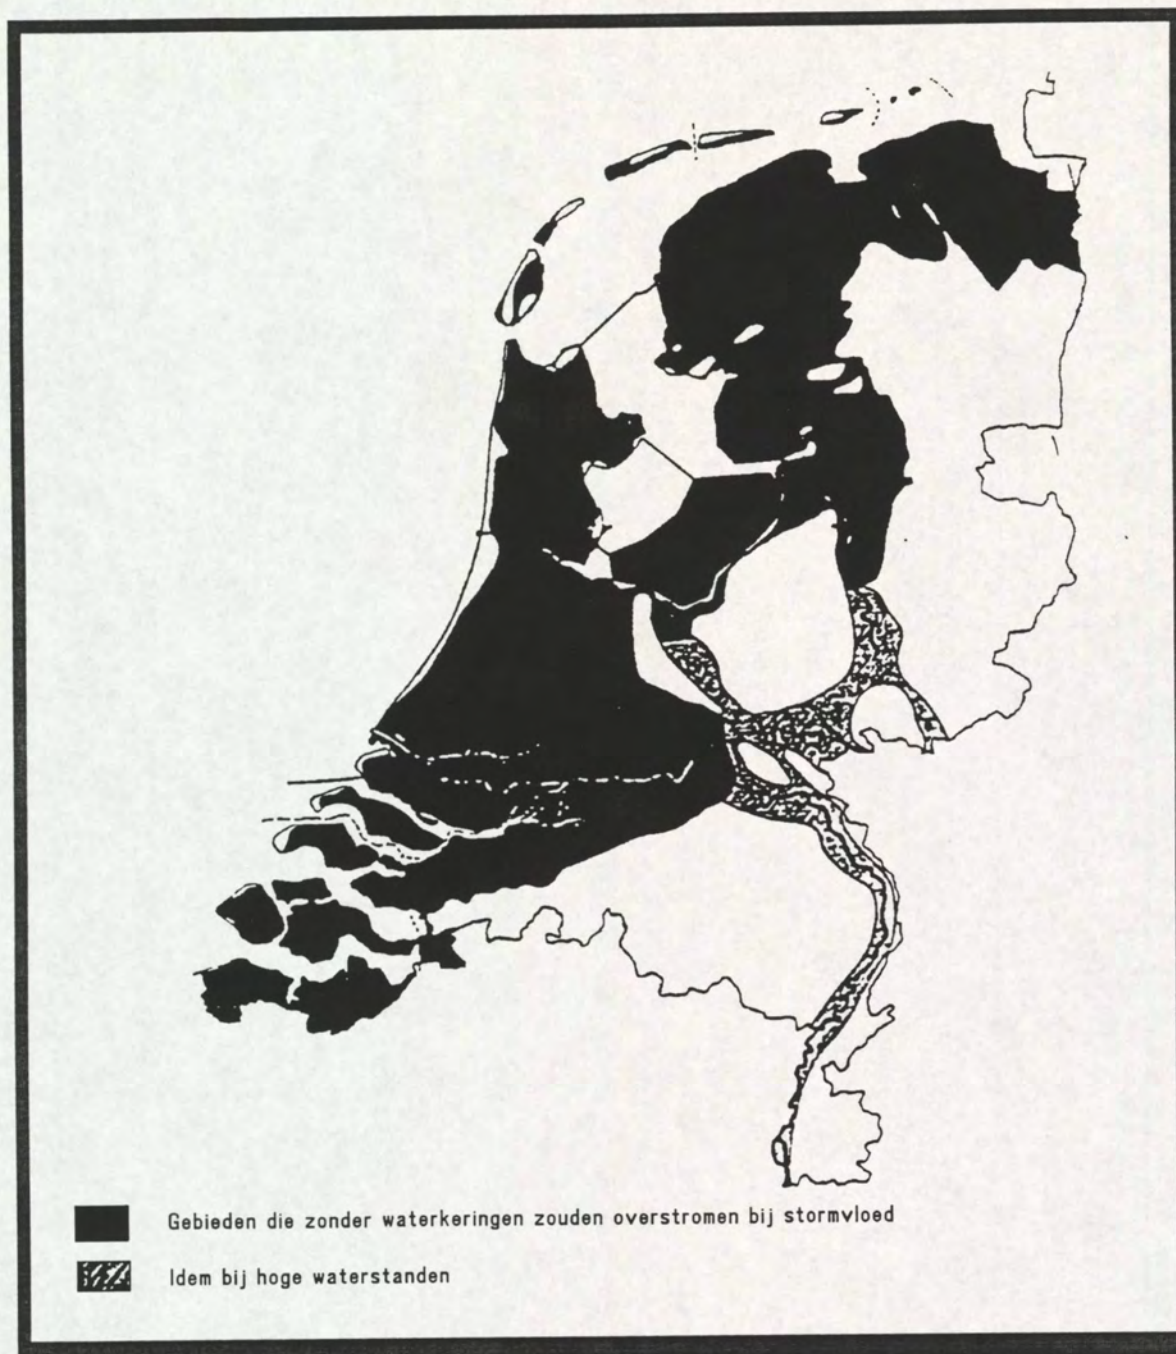 Gebieden die zonder waterkeringen zouden overstromen bij stormvloed
Idem bij hoge waterstanden